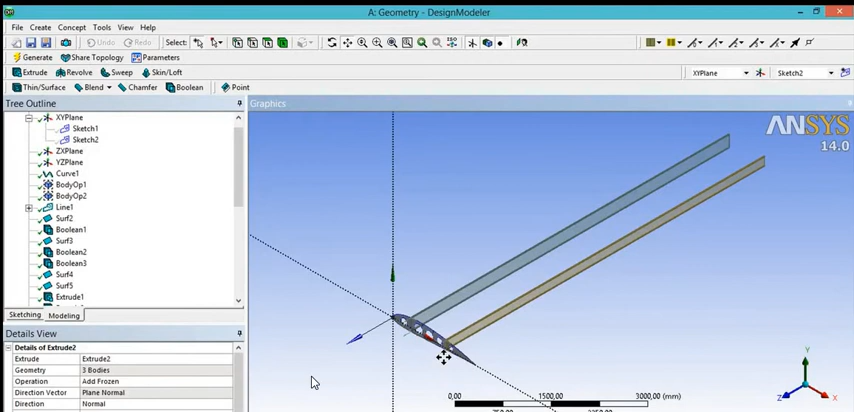 A: Geometry - DesignModeler
File Create Concept Tools View Help
Undo Redo Select:
Generate Share Topology Parameters
Extrude Revolve Sweep Skin/Loft XYPlane Sketch2
Thin/Surface Blend Chamfer Boolean Point
Tree Outline
Graphics
XYPlane
Sketch1
Sketch2
ZXPlane
YZPlane
Curve1
BodyOp1
BodyOp2
Line1
Surf2
Boolean1
Surf3
Boolean2
Boolean3
Surf4
Surf5
Extrude1
Sketching Modeling
Details View
Details of Extrude2
Extrude Extrude2
Geometry 3 Bodies
Operation Add Frozen
Direction Vector Plane Normal
Direction Normal
ANSYS
14.0
0,00 1500,00 3000,00 (mm)
Y
Z X